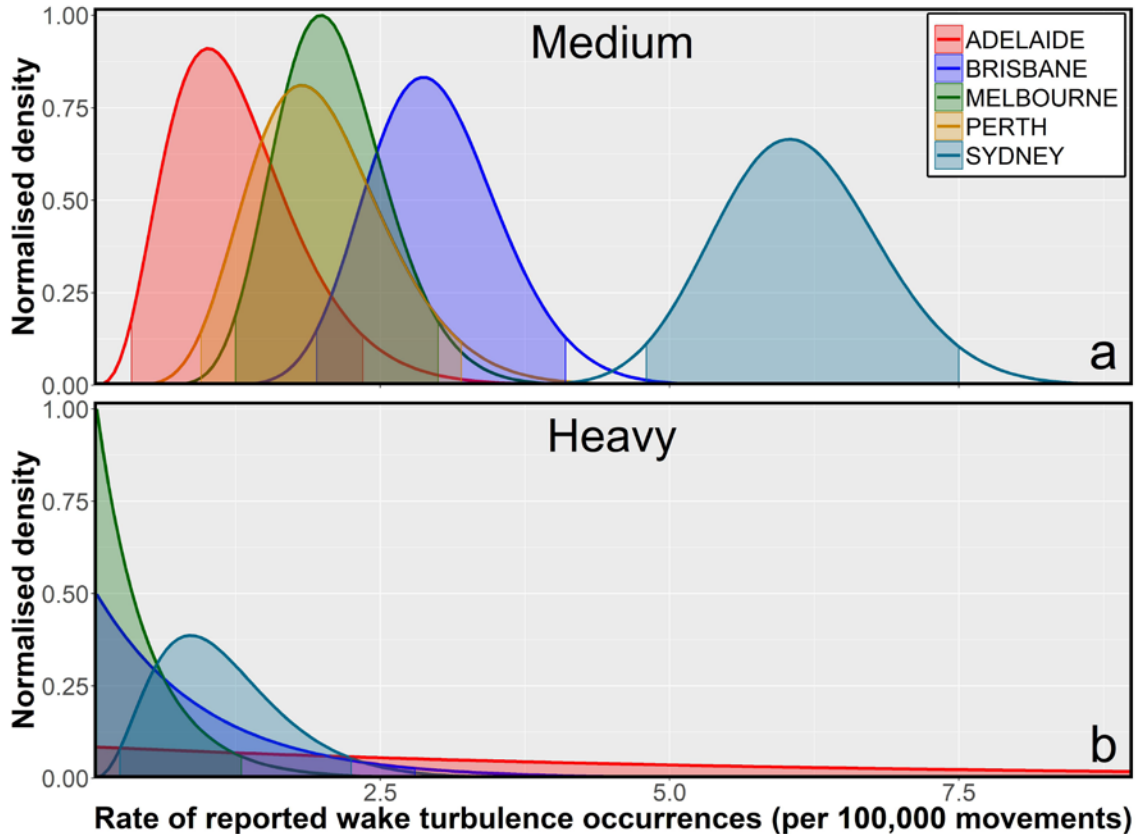 Medium
ADELAIDE
BRISBANE
MELBOURNE
PERTH
SYDNEY
Normalised density
1.00
0.75
0.50
0.25
0.00
a
Heavy
Normalised density
1.00
0.75
0.50
0.25
0.00
b
2.5
5.0
7.5
Rate of reported wake turbulence occurrences (per 100,000 movements)